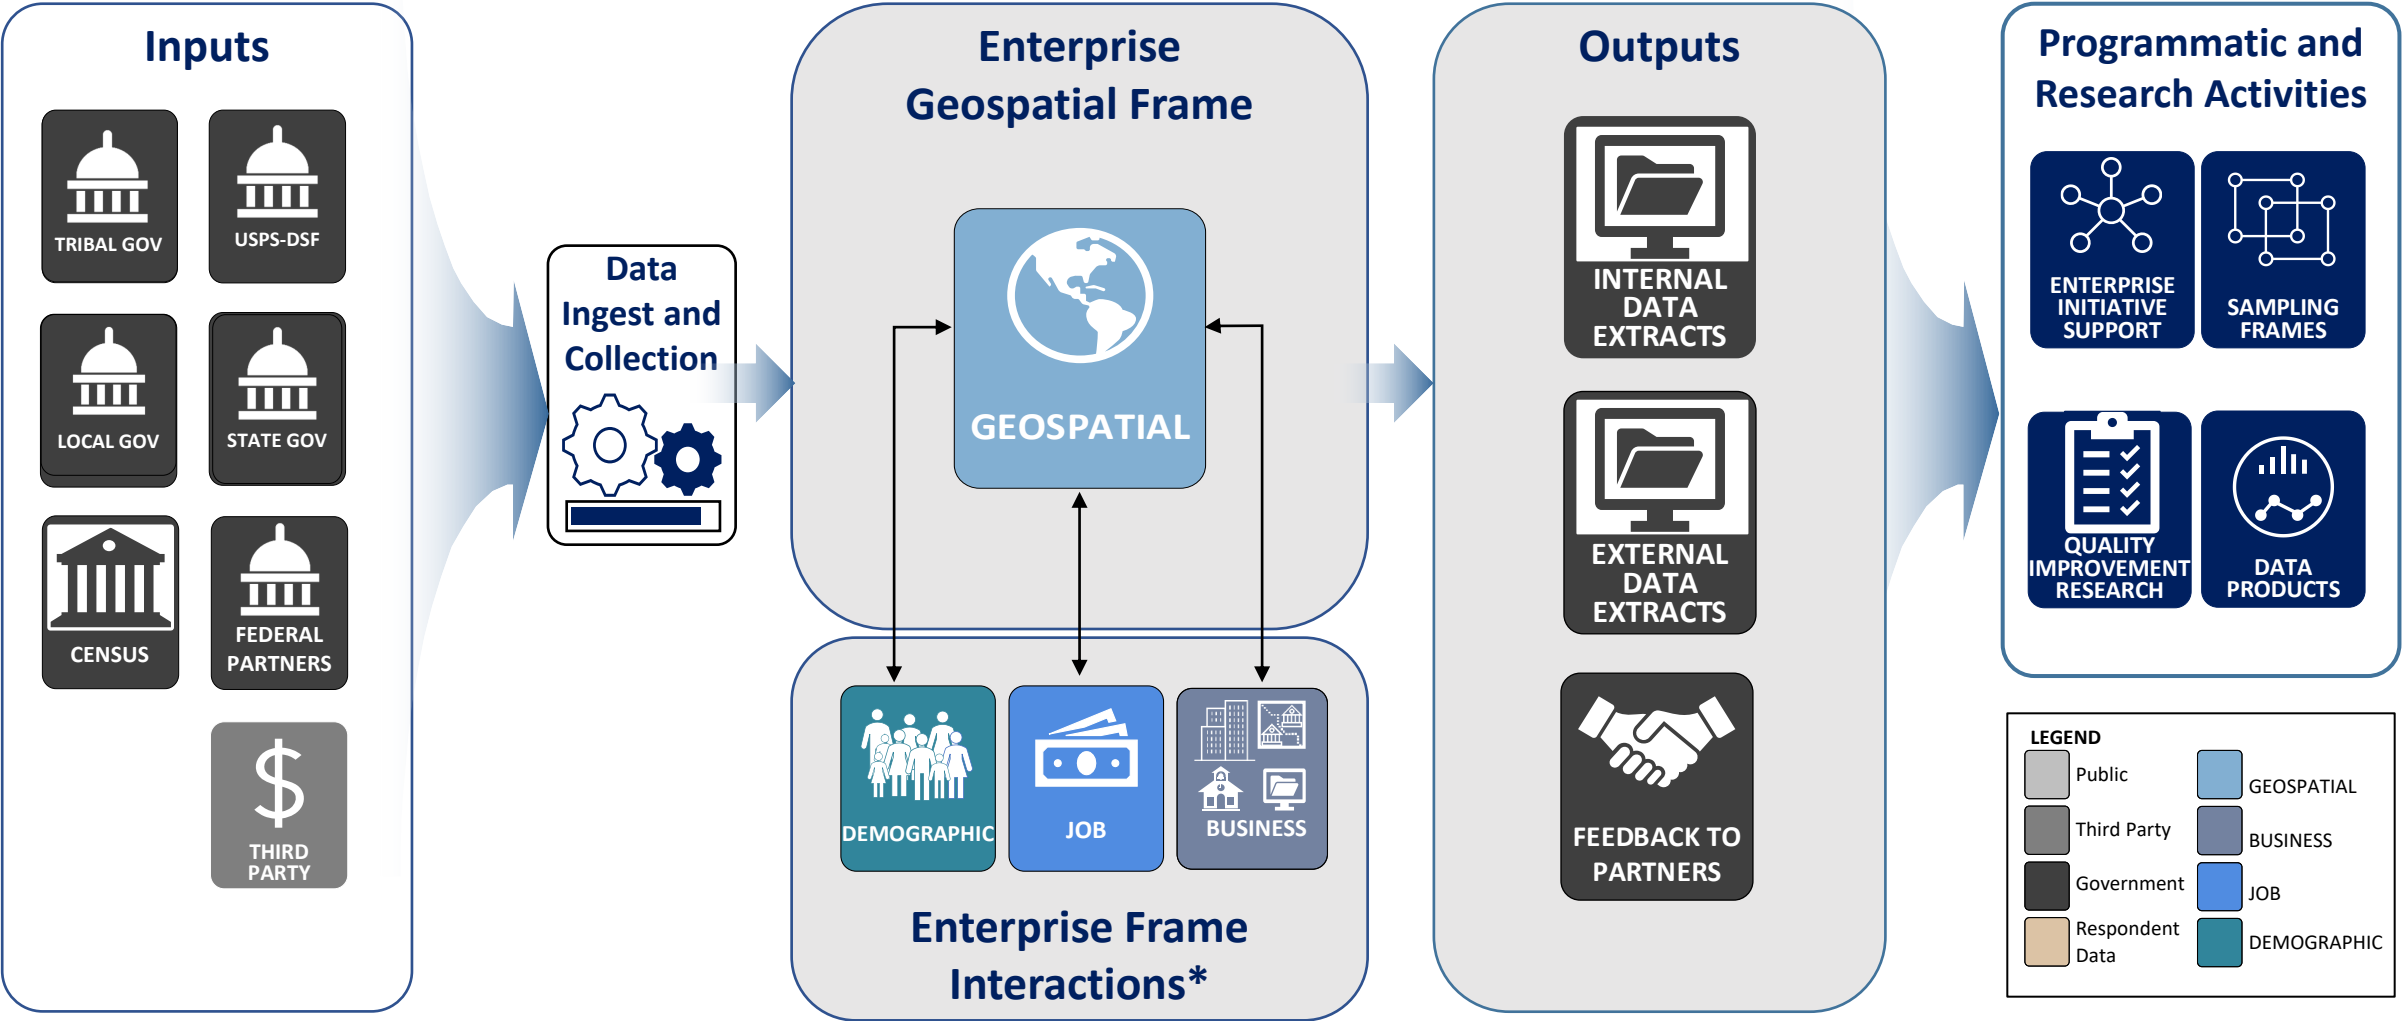 Inputs
TRIBAL GOV
USPS-DSF
LOCAL GOV
STATE GOV
CENSUS
FEDERAL
PARTNERS
THIRD
PARTY
Data
Ingest and
Collection
Enterprise
Geospatial Frame
GEOSPATIAL
DEMOGRAPHIC
JOB
BUSINESS
Enterprise Frame
Interactions*
Outputs
INTERNAL
DATA
EXTRACTS
EXTERNAL
DATA
EXTRACTS
FEEDBACK TO
PARTNERS
Programmatic and
Research Activities
ENTERPRISE
INITIATIVE
SUPPORT
SAMPLING
FRAMES
QUALITY
IMPROVEMENT
RESEARCH
DATA
PRODUCTS
LEGEND
Public
Third Party
Government
Respondent
Data
GEOSPATIAL
BUSINESS
JOB
DEMOGRAPHIC